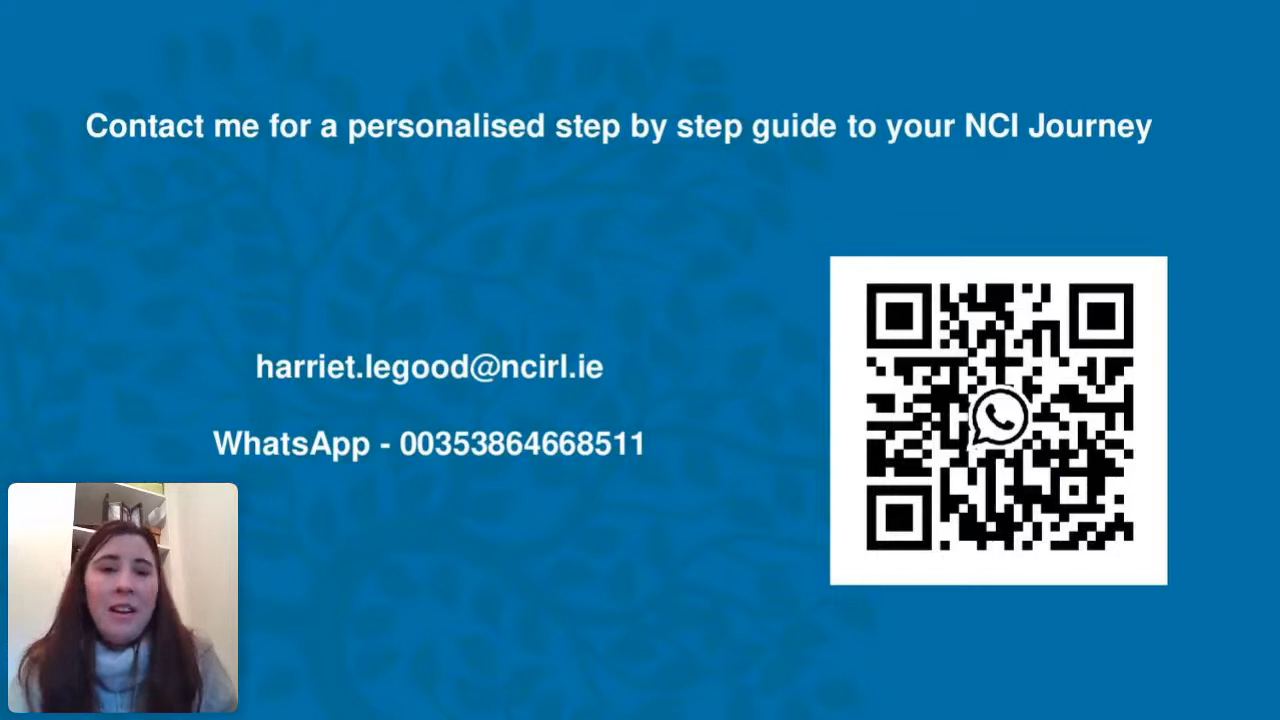 Contact me for a personalised step by step guide to your NCI Journey
harriet.legood@ncirl.ie
WhatsApp - 00353864668511